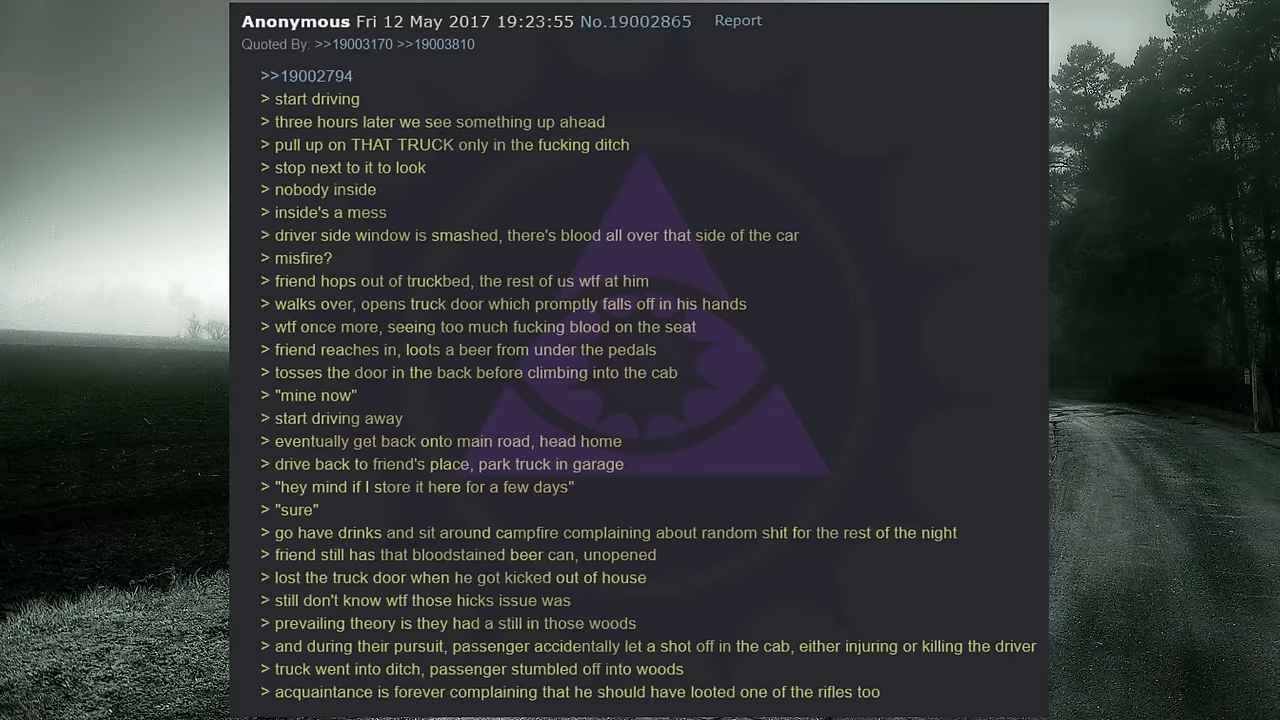 Anonymous Fri 12 May 2017 19:23:55 No.19002865 Report
Quoted By: >>19003170 >>19003810
>>19002794
> start driving
> three hours later we see something up ahead
> pull up on THAT TRUCK only in the fucking ditch
> stop next to it to look
> nobody inside
> inside's a mess
> driver side window is smashed, there's blood all over that side of the car
> misfire?
> friend hops out of truckbed, the rest of us wtf at him
> walks over, opens truck door which promptly falls off in his hands
> wtf once more, seeing too much fucking blood on the seat
> friend reaches in, loots a beer from under the pedals
> tosses the door in the back before climbing into the cab
> "mine now"
> start driving away
> eventually get back onto main road, head home
> drive back to friend's place, park truck in garage
> "hey mind if I store it here for a few days"
> "sure"
> go have drinks and sit around campfire complaining about random shit for the rest of the night
> friend still has that bloodstained beer can, unopened
> lost the truck door when he got kicked out of house
> still don't know wtf those hicks issue was
> prevailing theory is they had a still in those woods
> and during their pursuit, passenger accidentally let a shot off in the cab, either injuring or killing the driver
> truck went into ditch, passenger stumbled off into woods
> acquaintance is forever complaining that he should have looted one of the rifles too